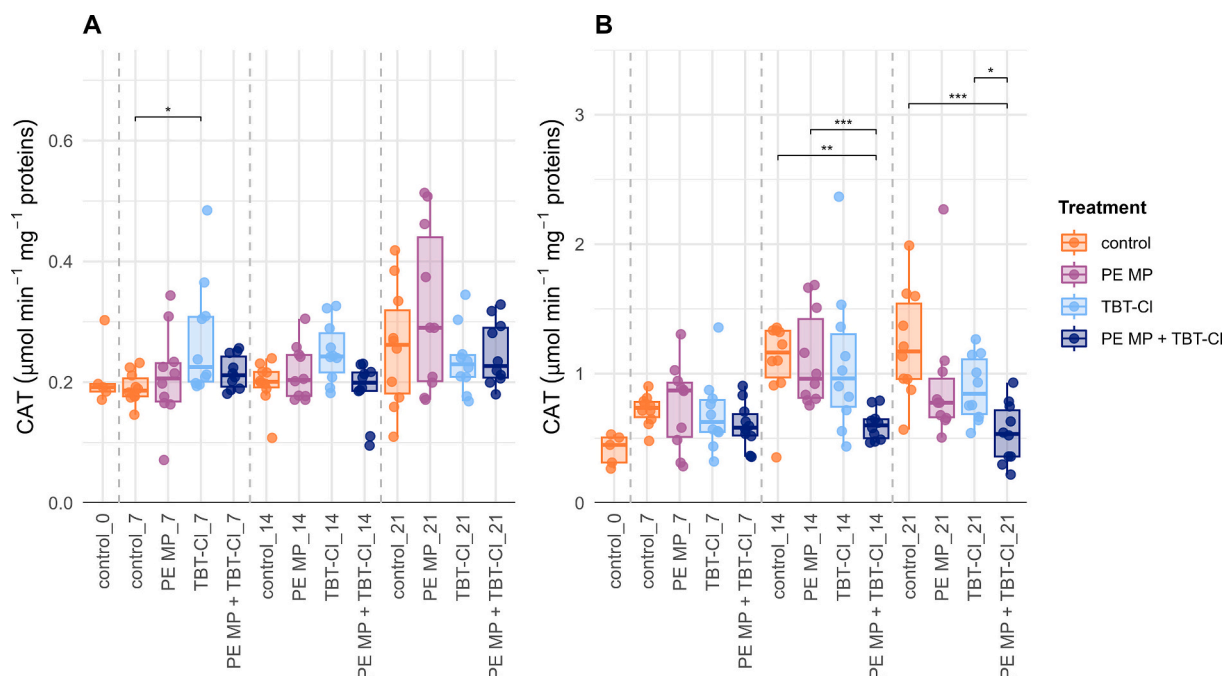 A
B
CAT (μmol min⁻¹ mg⁻¹ proteins)
0.6
0.4
0.2
0.0
*
control_0
control_7
PE MP_7
TBT-Cl_7
PE MP + TBT-Cl_7
control_14
PE MP_14
TBT-Cl_14
PE MP + TBT-Cl_14
control_21
PE MP_21
TBT-Cl_21
PE MP + TBT-Cl_21
CAT (μmol min⁻¹ mg⁻¹ proteins)
3
2
1
0
*
***
***
**
control_0
control_7
PE MP_7
TBT-Cl_7
PE MP + TBT-Cl_7
control_14
PE MP_14
TBT-Cl_14
PE MP + TBT-Cl_14
control_21
PE MP_21
TBT-Cl_21
PE MP + TBT-Cl_21
Treatment
control
PE MP
TBT-Cl
PE MP + TBT-Cl